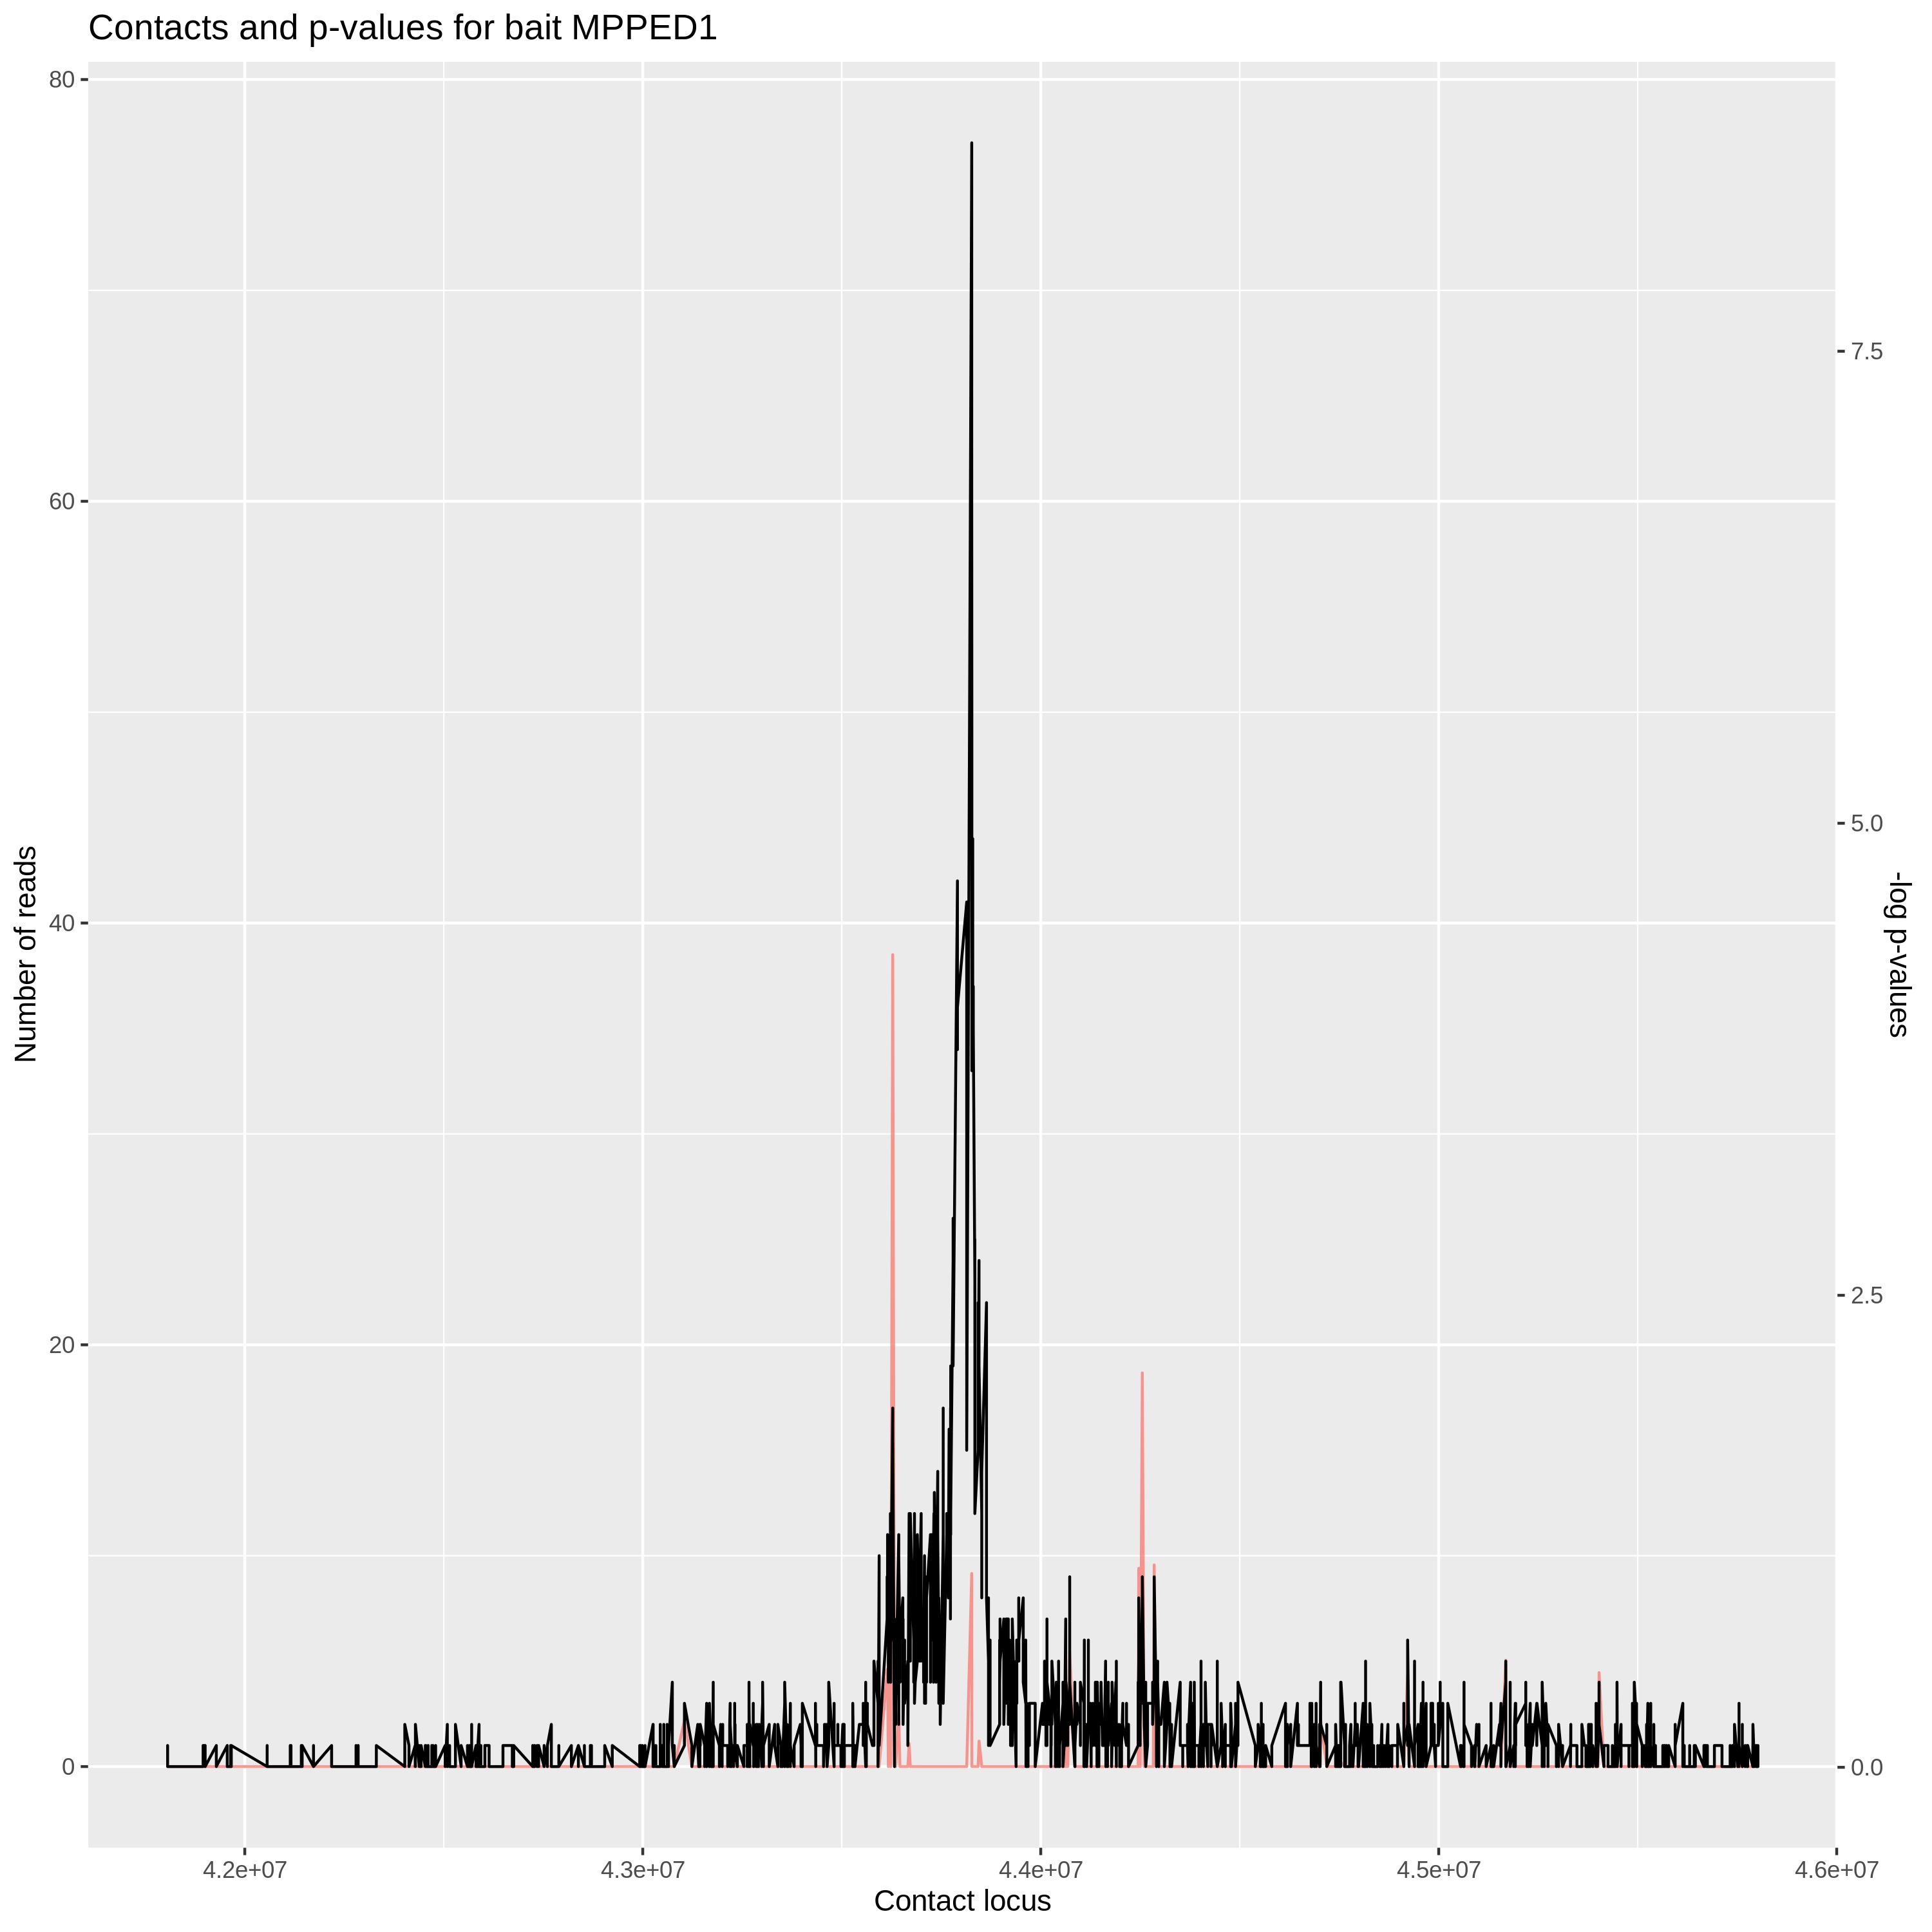 Contacts and p-values for bait MPPED1
80
60
40
20
0
Number of reads
7.5
5.0
2.5
0.0
-log p-values
4.2e+07
4.3e+07
4.4e+07
4.5e+07
4.6e+07
Contact locus